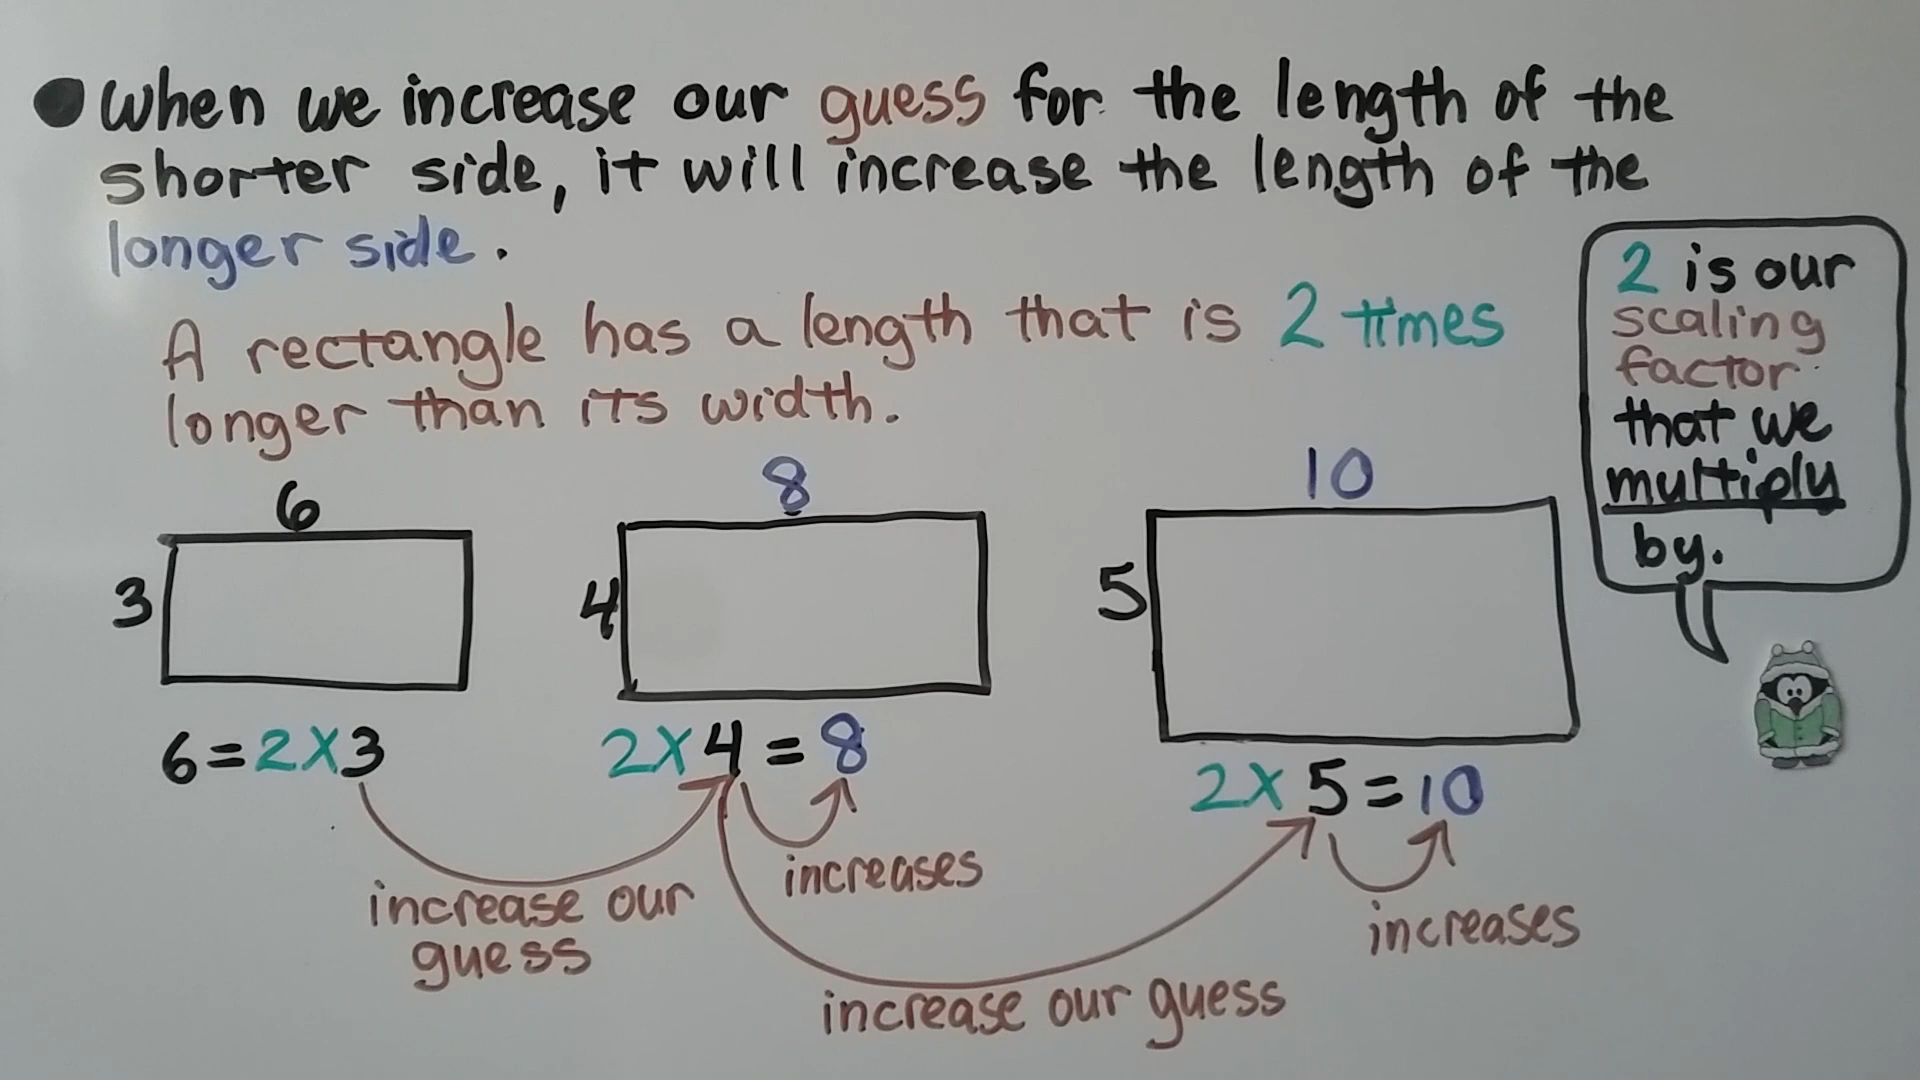 When we increase our guess for the length of the
shorter side, it will increase the length of the
longer side.
A rectangle has a length that is 2 times
longer than its width.
2 is our
scaling
factor
that we
multiply
by.
6
3
6=2x3
8
4
2x4=8
10
5
2x5=10
increase our
guess
increases
increase our guess
increases